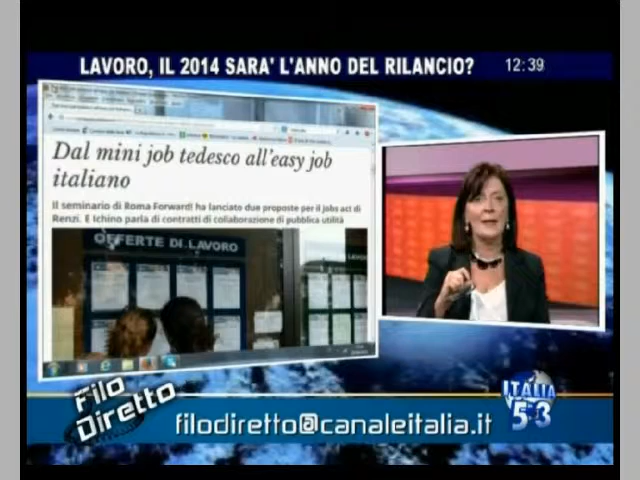 LAVORO, IL 2014 SARA' L'ANNO DEL RILANCIO? 12:39
Dal mini job tedesco all'easy job
italiano
Il seminario di Roma Forward! ha lanciato due proposte per il jobs act di
Renzi. E Ichino parla di contratti di collaborazione di pubblica utilità
OFFERTE DI LAVORO
LAVORO
Filo
Diretto
ITALIA
53
filodiretto@canaleitalia.it